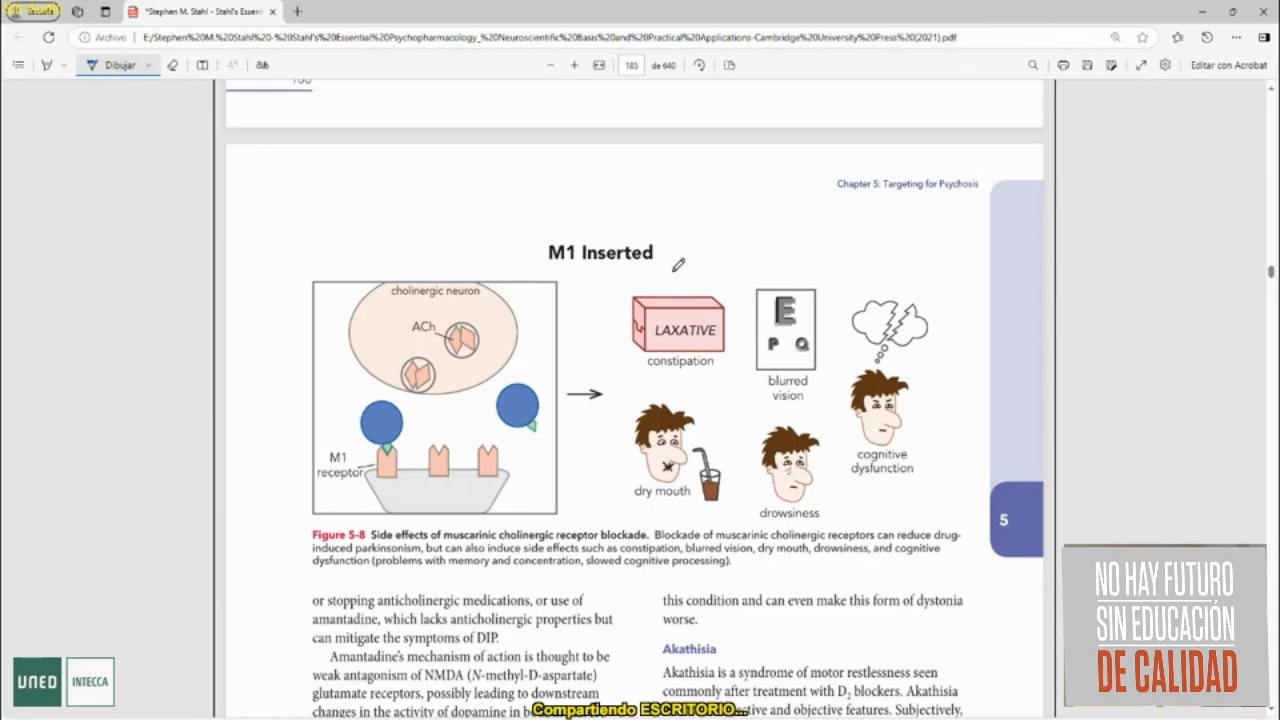 *Stephen M. Stahl - Stahl's Essen
Archivo
E:/Stephen%20M.%20Stahl%20-%20Stahl's%20Essential%20Psychopharmacology_%20Neuroscientific%20Basis%20and%20Practical%20Applications-Cambridge%20University%20Press%20(2021).pdf
Dibujar
185 de 640
Editar con Acrobat
Chapter 5: Targeting for Psychosis
M1 Inserted
cholinergic neuron
ACh
M1
receptor
LAXATIVE
constipation
E
P Q
blurred
vision
cognitive
dysfunction
dry mouth
drowsiness
5
Figure 5-8 Side effects of muscarinic cholinergic receptor blockade. Blockade of muscarinic cholinergic receptors can reduce drug-
induced parkinsonism, but can also induce side effects such as constipation, blurred vision, dry mouth, drowsiness, and cognitive
dysfunction (problems with memory and concentration, slowed cognitive processing).
or stopping anticholinergic medications, or use of
amantadine, which lacks anticholinergic properties but
can mitigate the symptoms of DIP.
Amantadine's mechanism of action is thought to be
weak antagonism of NMDA (N-methyl-D-aspartate)
glutamate receptors, possibly leading to downstream
changes in the activity of dopamine in
this condition and can even make this form of dystonia
worse.
Akathisia
Akathisia is a syndrome of motor restlessness seen
commonly after treatment with D2 blockers. Akathisia
and objective features. Subjectively,
Compartiendo ESCRITORIO...
UNED
INTECCA
NO HAY FUTURO
SIN EDUCACIÓN
DE CALIDAD